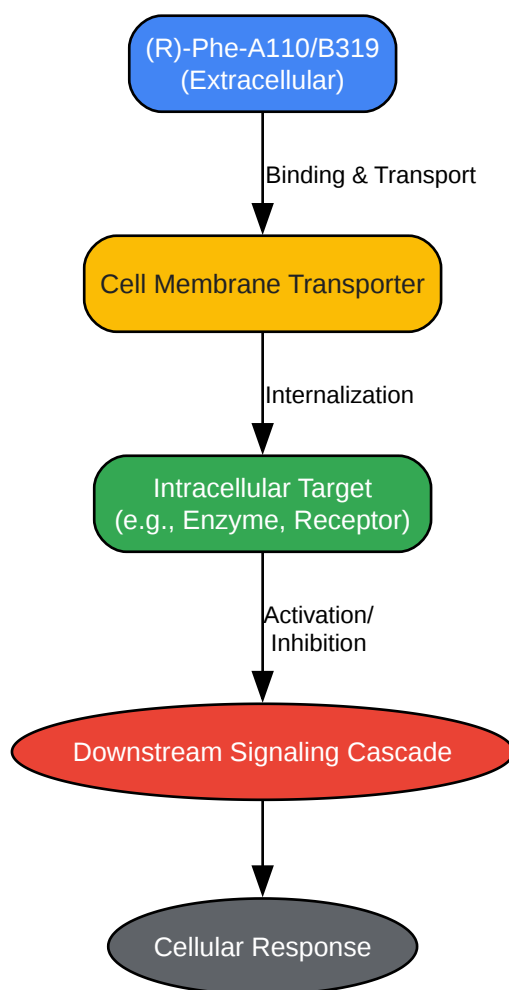 (R)-Phe-A110/B319
(Extracellular)
Binding & Transport
Cell Membrane Transporter
Internalization
Intracellular Target
(e.g., Enzyme, Receptor)
Activation/
Inhibition
Downstream Signaling Cascade
Cellular Response